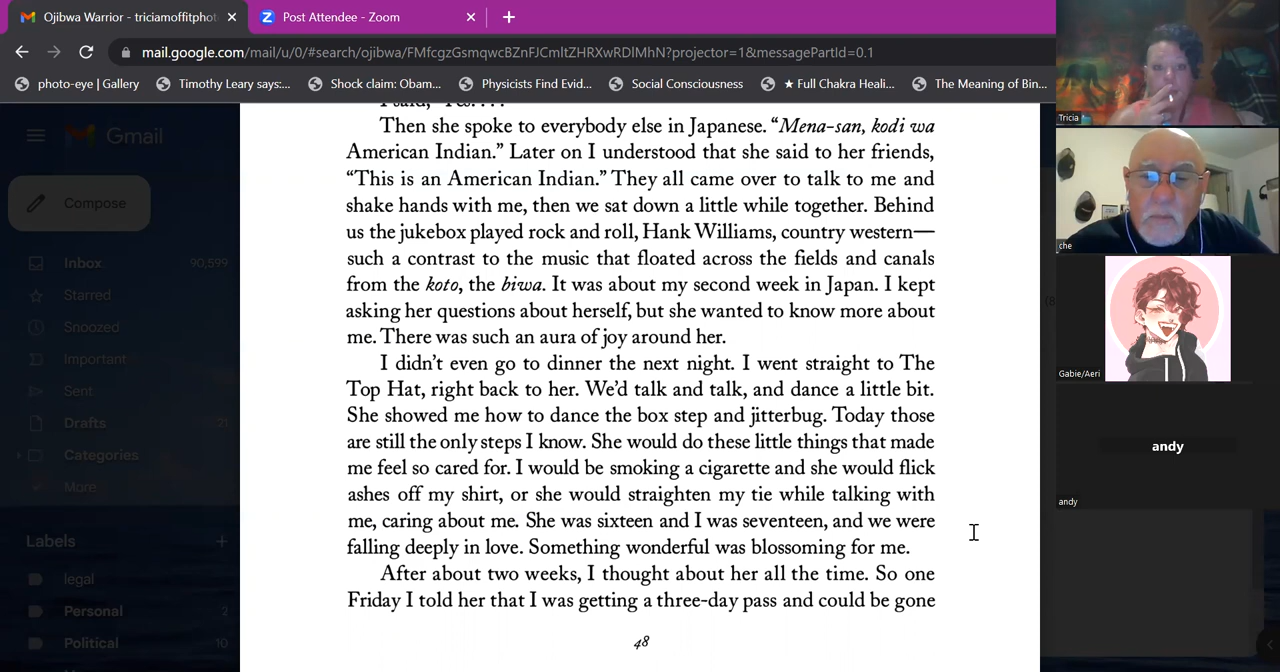 Ojibwa Warrior - triciamoffitphot
Post Attendee - Zoom
mail.google.com/mail/u/0/#search/ojibwa/FMfcgzGsmqwcBZnFJCmltZHRXwRDlMhN?projector=1&messagePartId=0.1
photo-eye | Gallery
Timothy Leary says:...
Shock claim: Obam...
Physicists Find Evid...
Social Consciousness
★ Full Chakra Heali...
The Meaning of Bin...
Gmail
Compose
Inbox 90,599
Starred
Snoozed
Important
Sent
Drafts 21
Categories
More
Labels
legal
Personal 2
Political 10
I said, “Yes. . . .”
Then she spoke to everybody else in Japanese. “Mena-san, kodi wa
American Indian.” Later on I understood that she said to her friends,
“This is an American Indian.” They all came over to talk to me and
shake hands with me, then we sat down a little while together. Behind
us the jukebox played rock and roll, Hank Williams, country western—
such a contrast to the music that floated across the fields and canals
from the koto, the biwa. It was about my second week in Japan. I kept
asking her questions about herself, but she wanted to know more about
me. There was such an aura of joy around her.
I didn’t even go to dinner the next night. I went straight to The
Top Hat, right back to her. We’d talk and talk, and dance a little bit.
She showed me how to dance the box step and jitterbug. Today those
are still the only steps I know. She would do these little things that made
me feel so cared for. I would be smoking a cigarette and she would flick
ashes off my shirt, or she would straighten my tie while talking with
me, caring about me. She was sixteen and I was seventeen, and we were
falling deeply in love. Something wonderful was blossoming for me.
After about two weeks, I thought about her all the time. So one
Friday I told her that I was getting a three-day pass and could be gone
48
Tricia
che
Gabie/Aeri
andy
andy